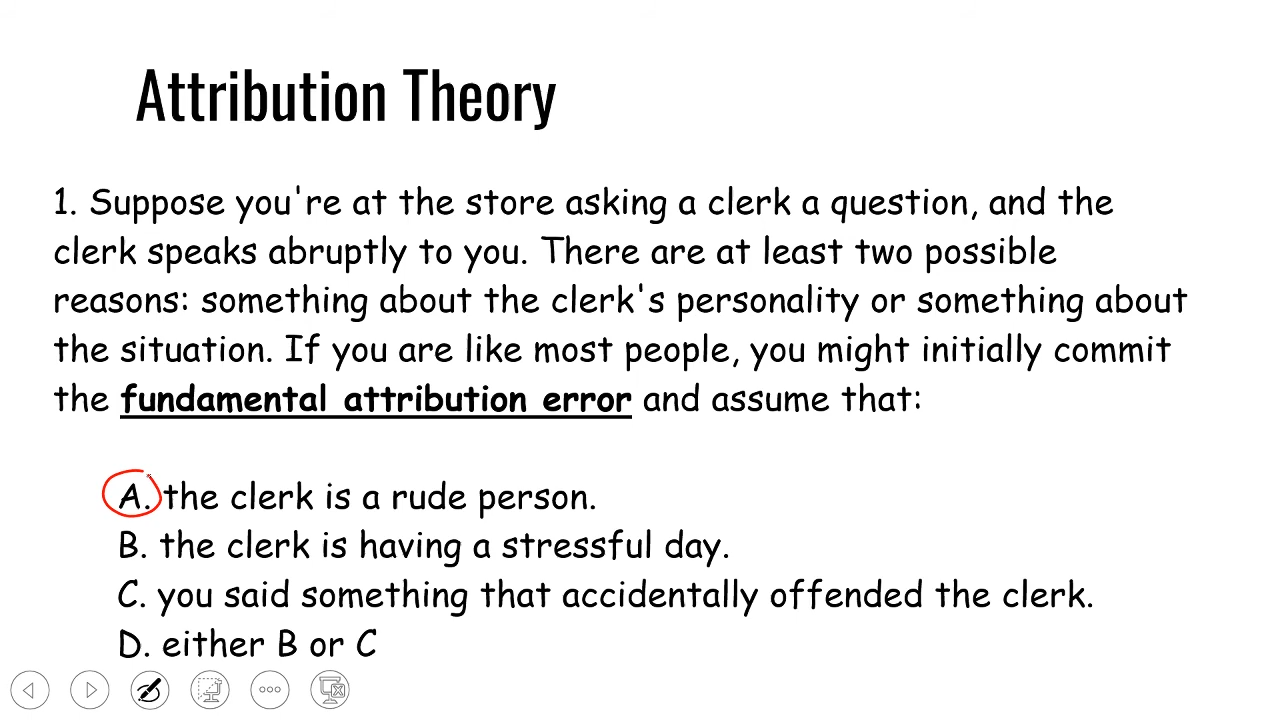 Attribution Theory
1. Suppose you're at the store asking a clerk a question, and the
clerk speaks abruptly to you. There are at least two possible
reasons: something about the clerk's personality or something about
the situation. If you are like most people, you might initially commit
the fundamental attribution error and assume that:
A. the clerk is a rude person.
B. the clerk is having a stressful day.
C. you said something that accidentally offended the clerk.
D. either B or C